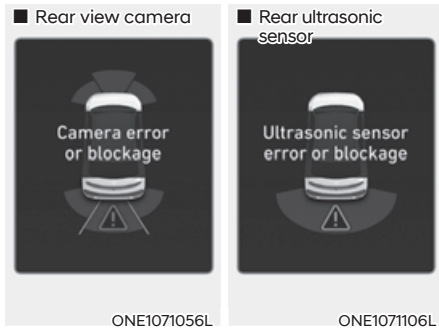 ■ Rear view camera
Camera error
or blockage
ONE1071056L
■ Rear ultrasonic
sensor
Ultrasonic sensor
error or blockage
ONE1071106L